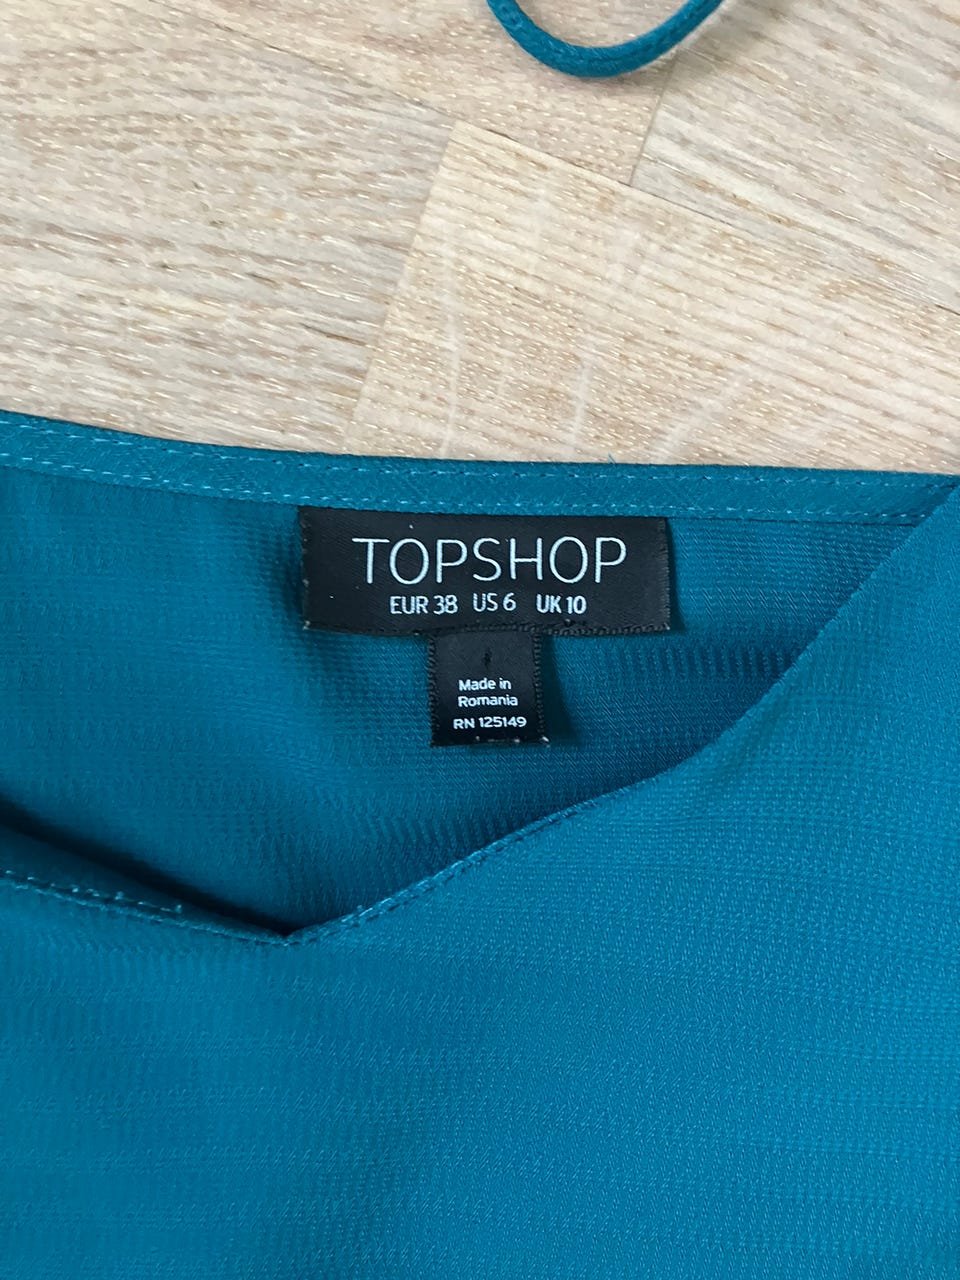 TOPSHOP
EUR 38 US 6 UK 10
Made in
Romania
RN 125149